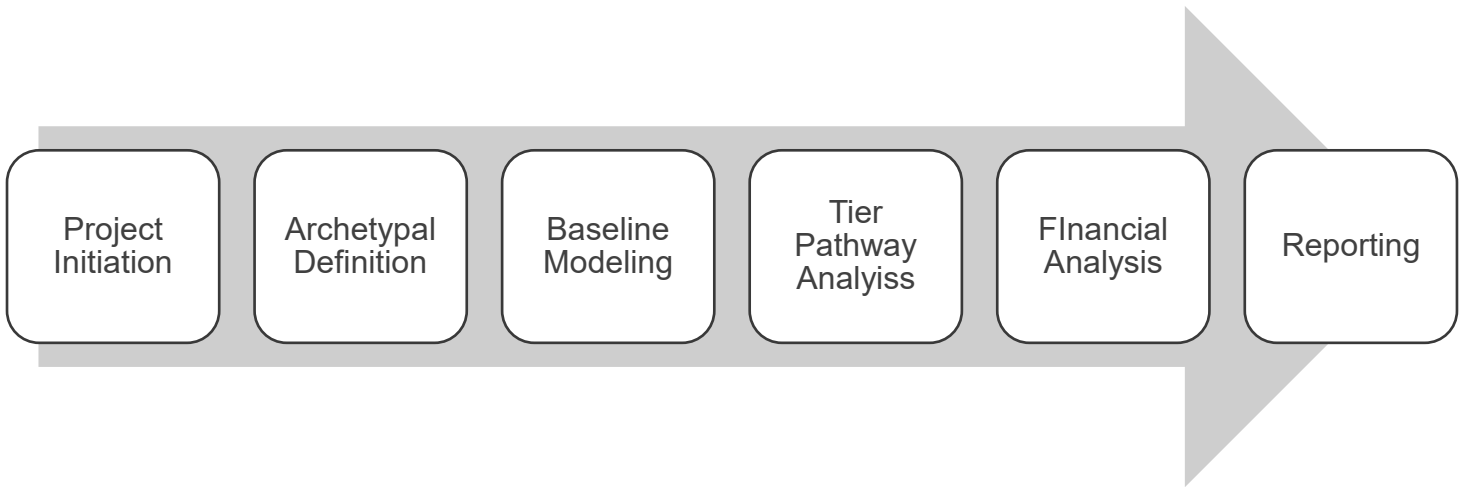 Project
Initiation
Archetypal
Definition
Baseline
Modeling
Tier
Pathway
Analyiss
FInancial
Analysis
Reporting